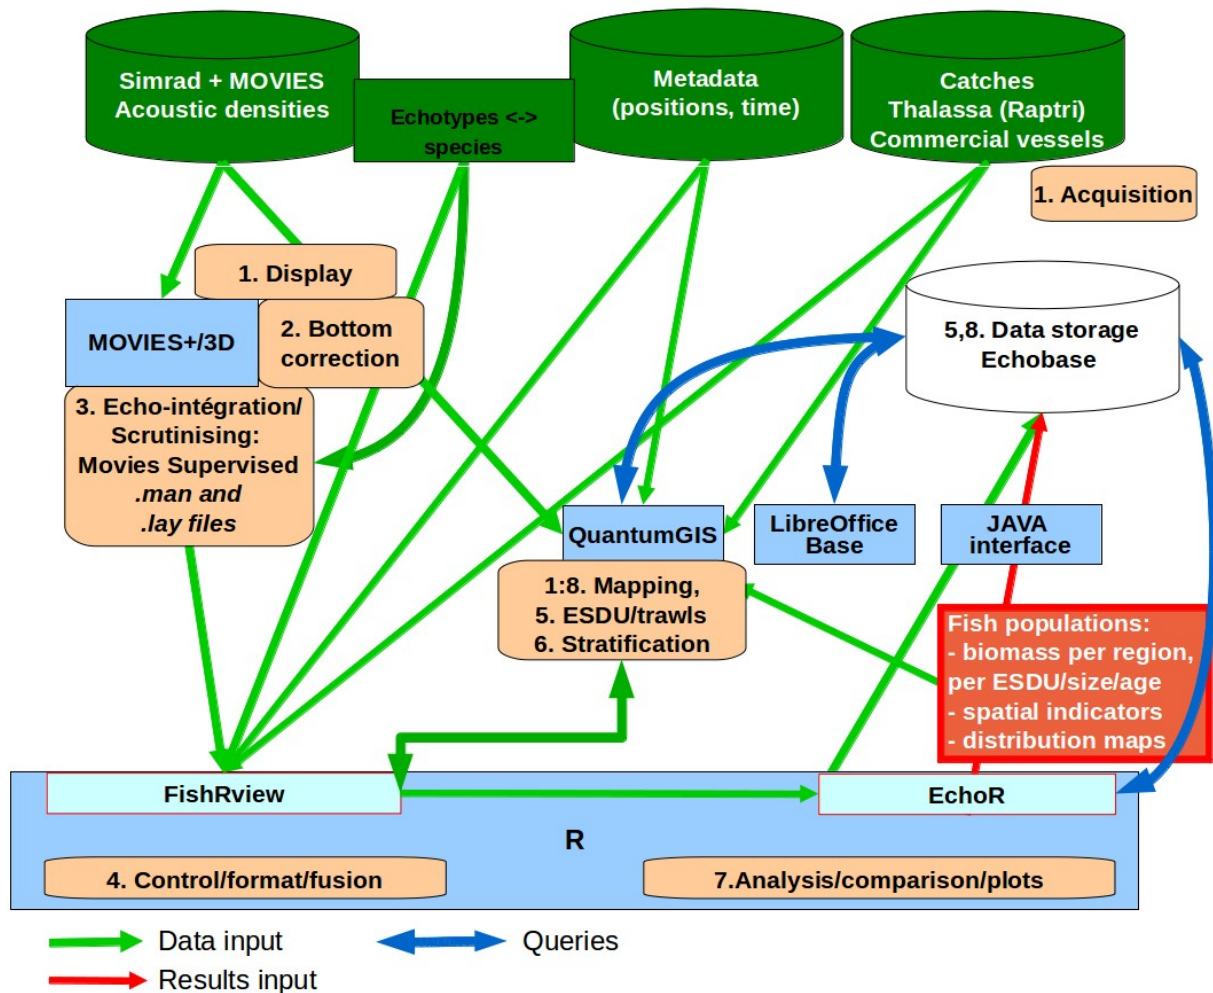 Simrad + MOVIES
Acoustic densities
Echotypes <->
species
Metadata
(positions, time)
Catches
Thalassa (Raptri)
Commercial vessels
1. Acquisition
1. Display
MOVIES+/3D
2. Bottom
correction
3. Echo-intégration/
Scrutinising:
Movies Supervised
.man and
.lay files
5,8. Data storage
Echobase
QuantumGIS
LibreOffice
Base
JAVA
interface
1:8. Mapping,
5. ESDU/trawls
6. Stratification
Fish populations:
- biomass per region,
per ESDU/size/age
- spatial indicators
- distribution maps
FishRview
EchoR
R
4. Control/format/fusion
7.Analysis/comparison/plots
Data input
Queries
Results input